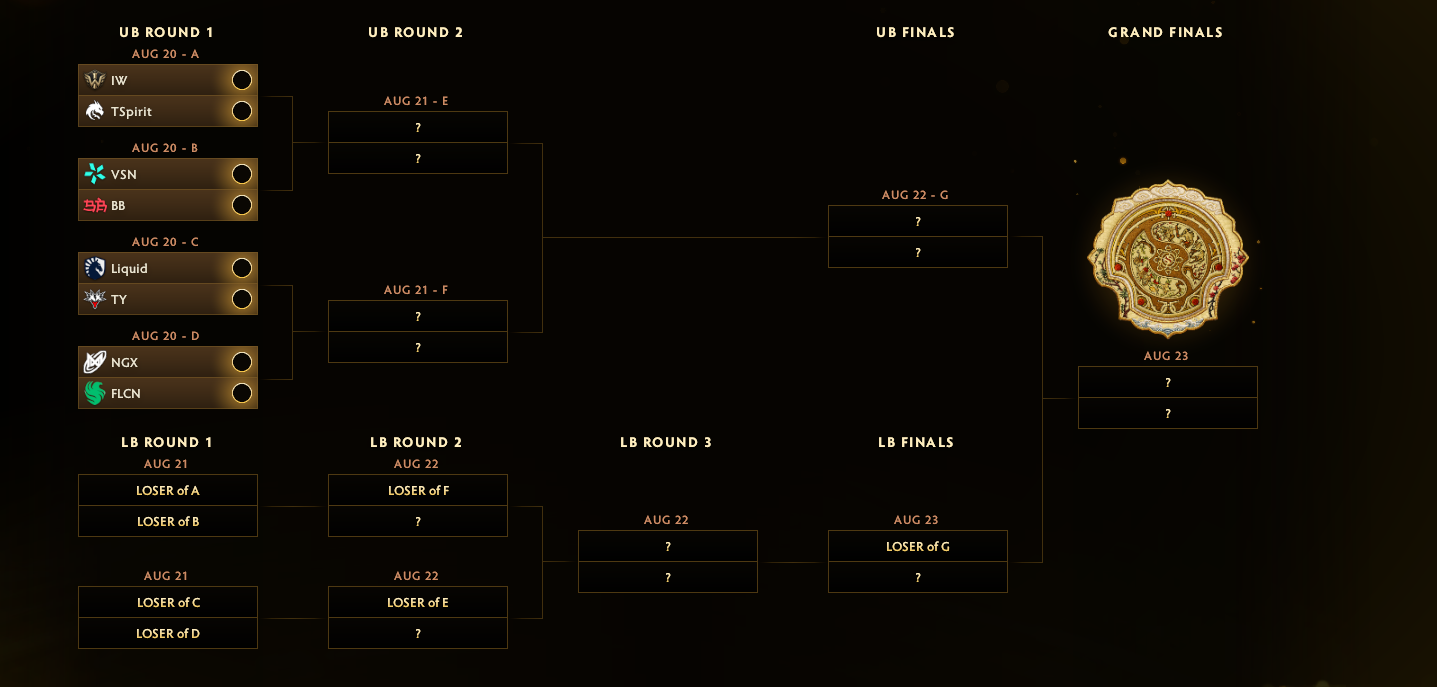 UB ROUND 1
UB ROUND 2
UB FINALS
GRAND FINALS
AUG 20 - A
IW
TSpirit
AUG 20 - B
VSN
BB
AUG 20 - C
Liquid
TY
AUG 20 - D
NGX
FLCN
AUG 21 - E
?
?
AUG 21 - F
?
?
AUG 22 - G
?
?
AUG 23
?
?
LB ROUND 1
LB ROUND 2
LB ROUND 3
LB FINALS
AUG 21
LOSER of A
LOSER of B
AUG 21
LOSER of C
LOSER of D
AUG 22
LOSER of F
?
AUG 22
LOSER of E
?
AUG 22
?
?
AUG 23
LOSER of G
?